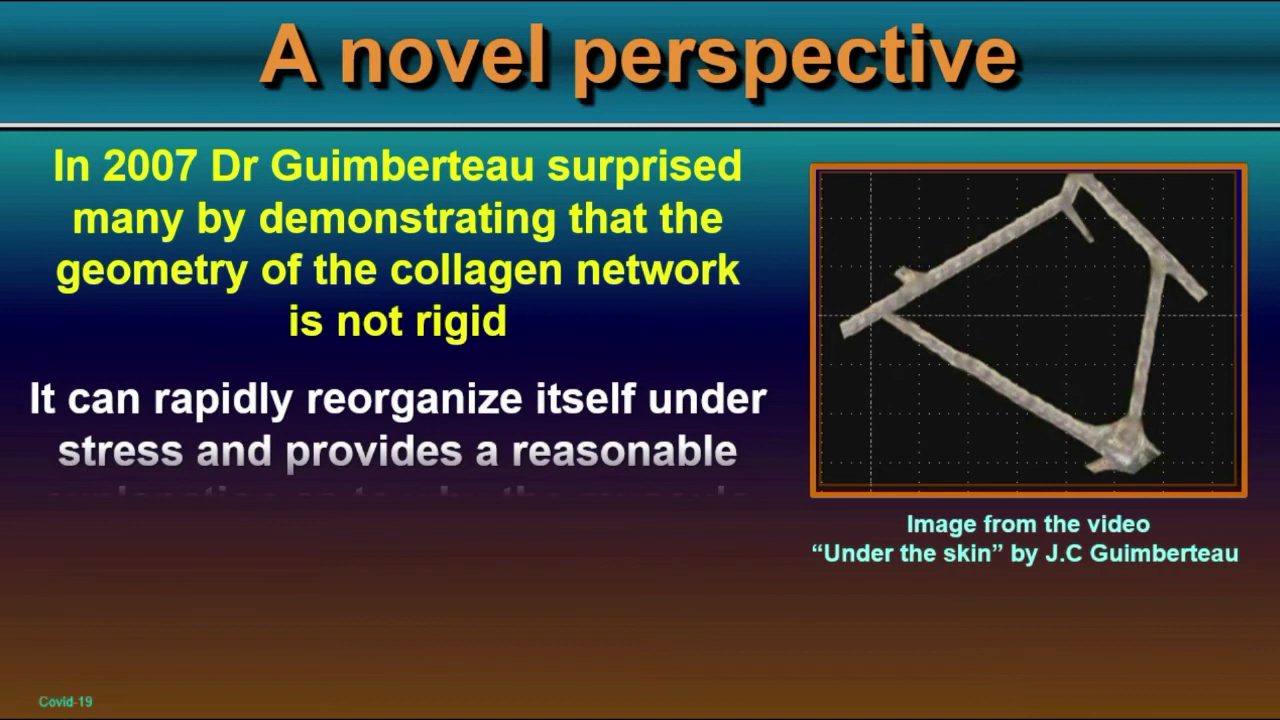 A novel perspective
In 2007 Dr Guimberteau surprised
many by demonstrating that the
geometry of the collagen network
is not rigid
It can rapidly reorganize itself under
stress and provides a reasonable
Image from the video
“Under the skin” by J.C Guimberteau
Covid-19